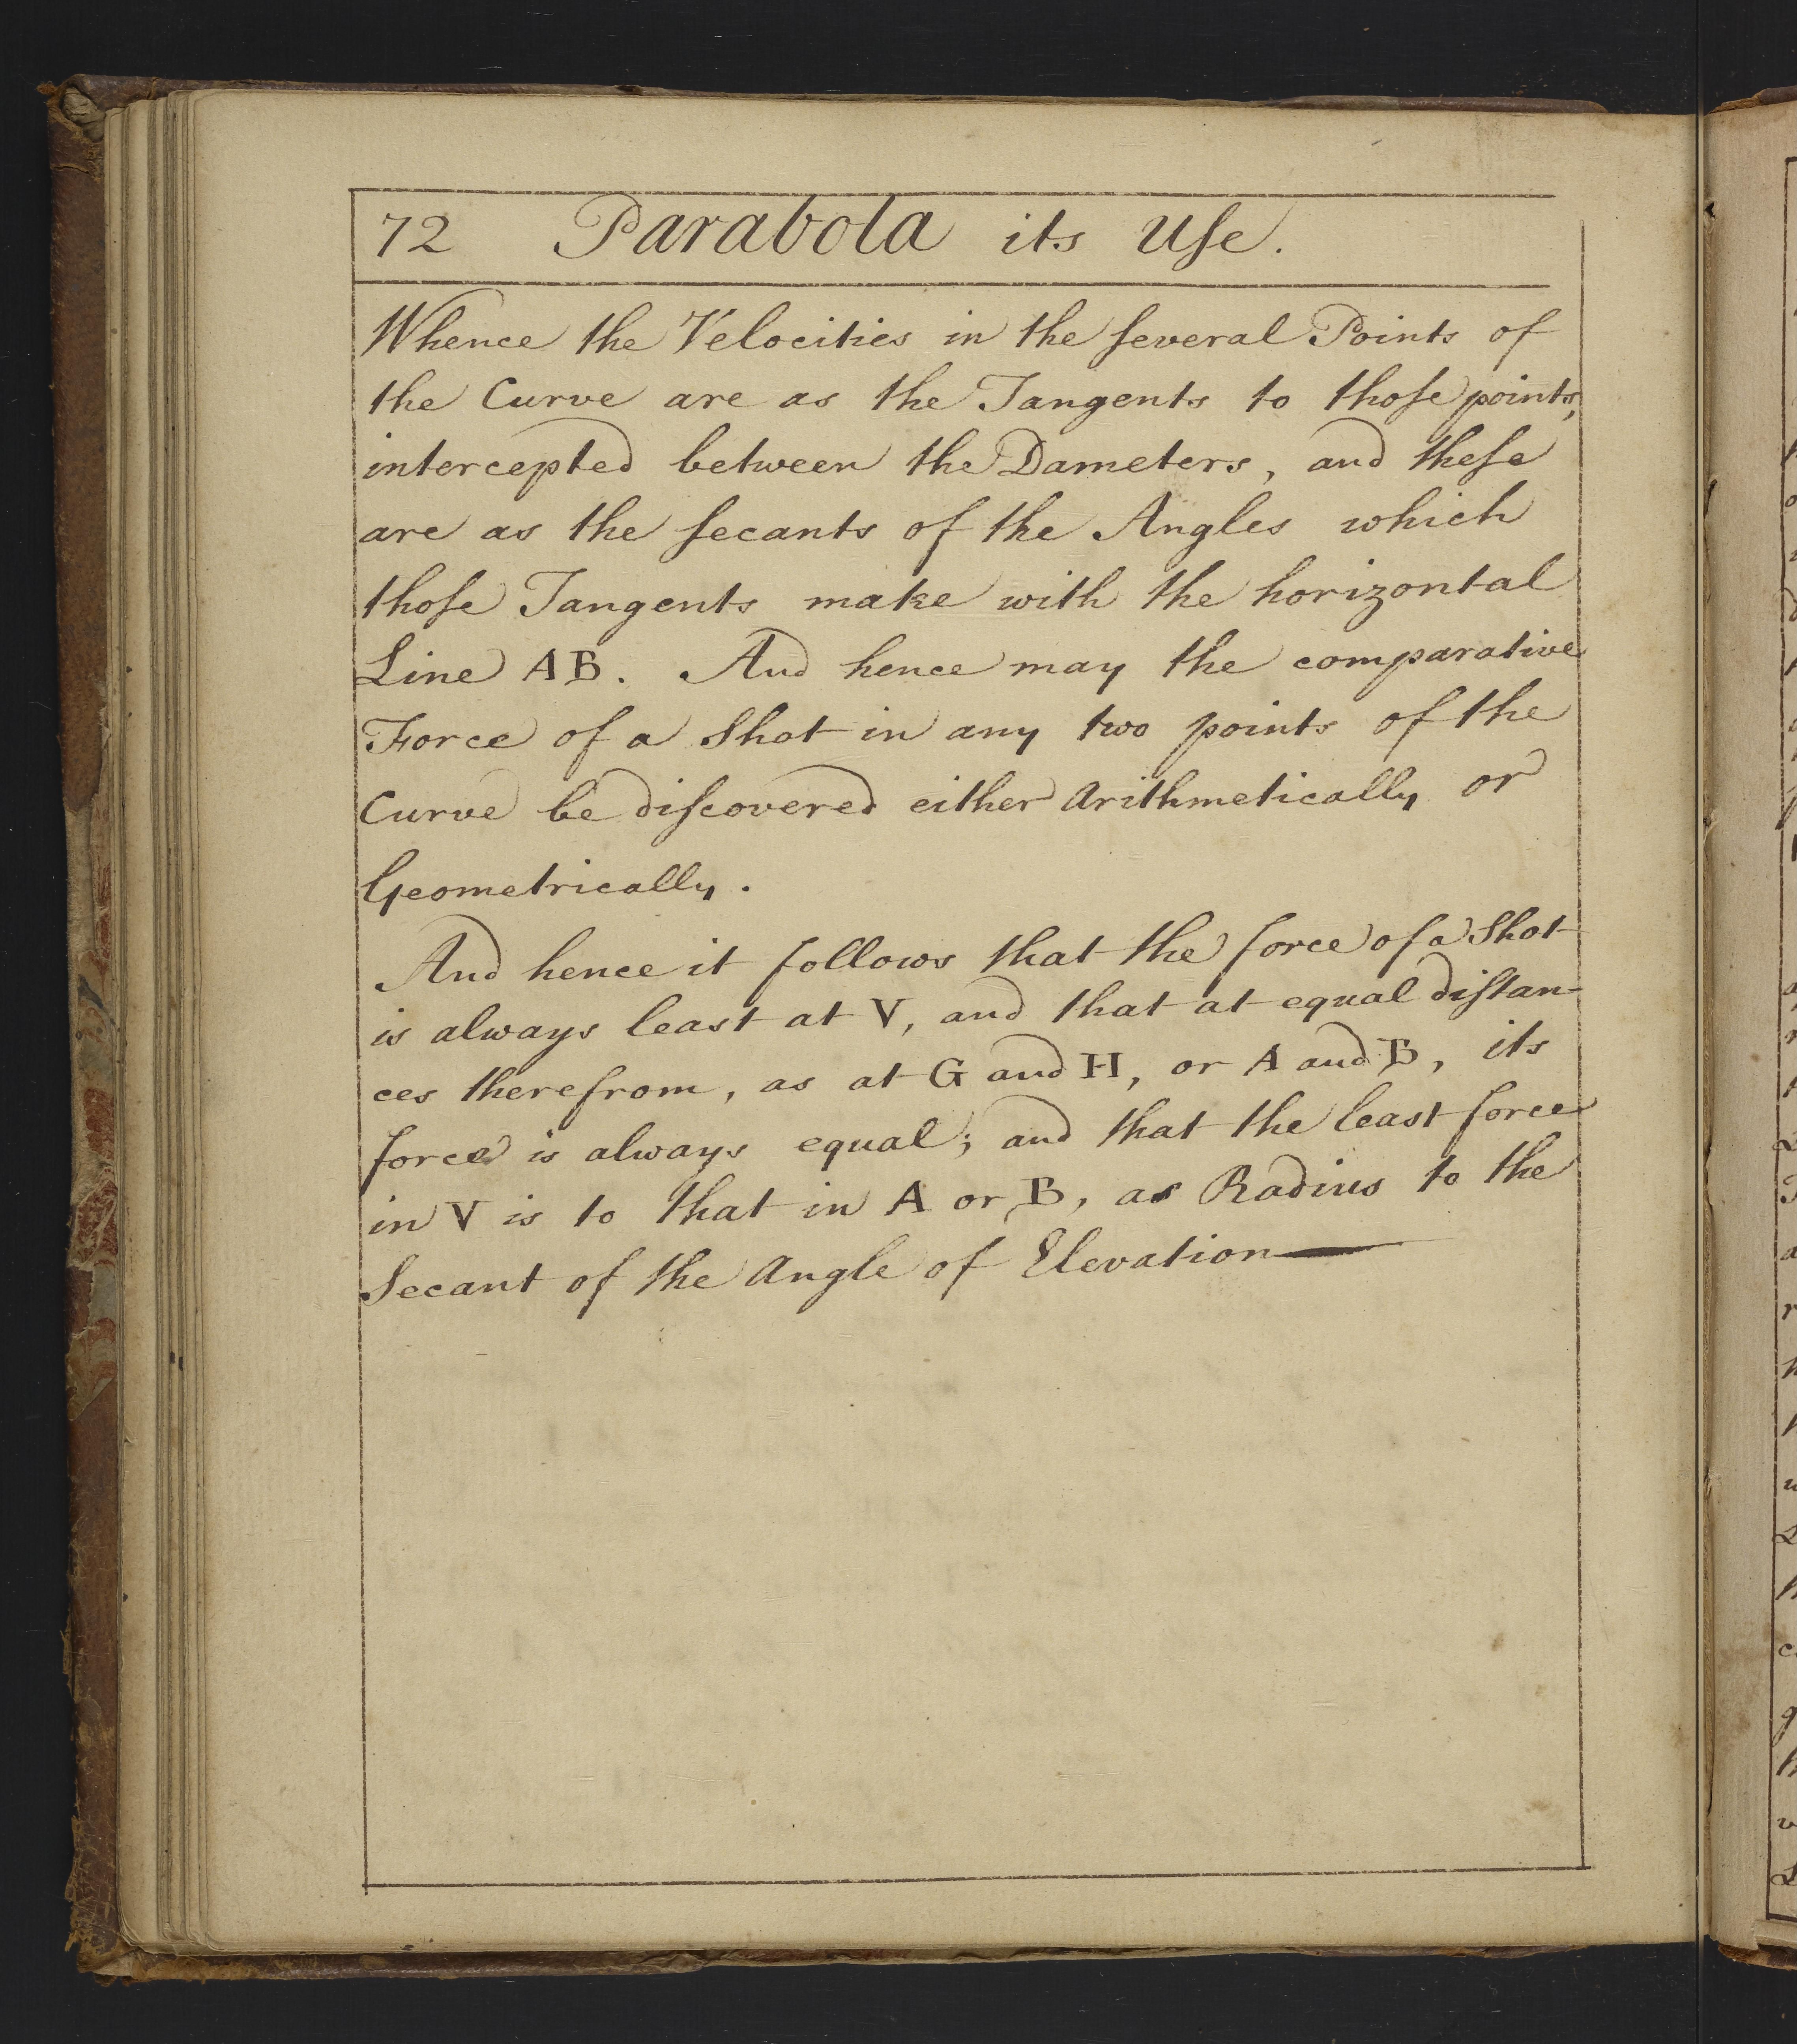 72 Parabola its Uſe.
Whence the Velocities in the ſeveral Points of
the Curve are as the Tangents to thoſe points,
intercepted between the Dameters, and theſe
are as the ſecants of the Angles which
thoſe Tangents make with the horizontal
Line AB. And hence may the comparative
Force of a Shot in any two points of the
Curve be diſcovered either Arithmetically or
Geometrically.
And hence it follows that the force of a Shot
is always least at V, and that at equal diſtan-
ces therefrom, as at G and H, or A and B, its
force is always equal; and that the least force
in V is to that in A or B, as Radius to the
Secant of the Angle of Elevation